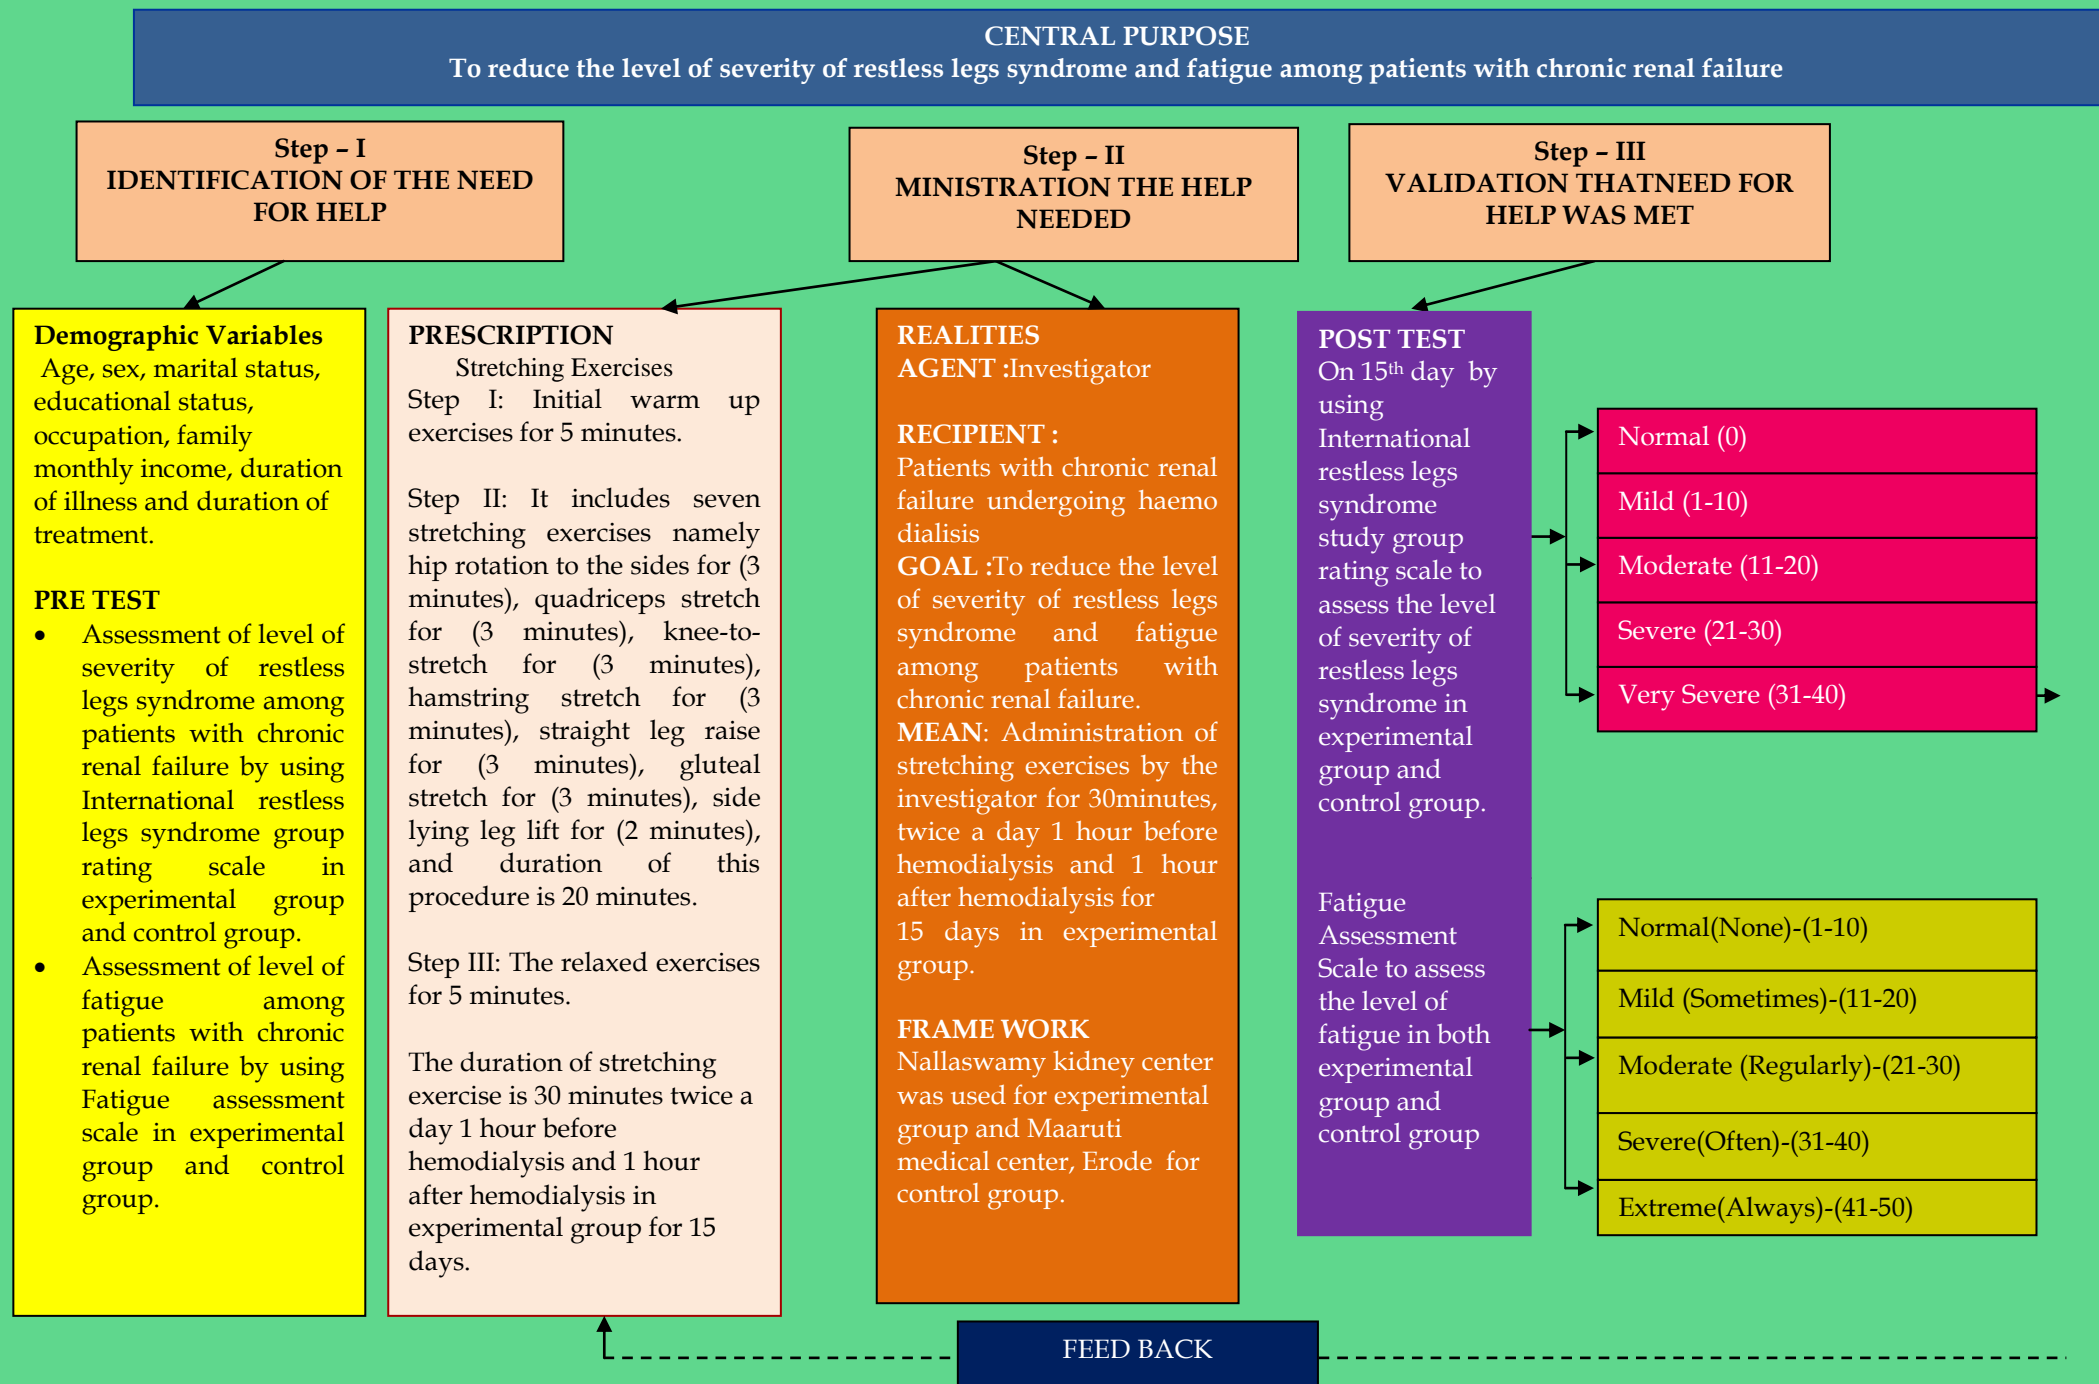 CENTRAL PURPOSE
To reduce the level of severity of restless legs syndrome and fatigue among patients with chronic renal failure
Step – I
IDENTIFICATION OF THE NEED
FOR HELP
Step – II
MINISTRATION THE HELP
NEEDED
Step – III
VALIDATION THATNEED FOR
HELP WAS MET
Demographic Variables
Age, sex, marital status,
educational status,
occupation, family
monthly income, duration
of illness and duration of
treatment.
PRE TEST
• Assessment of level of
severity of restless
legs syndrome among
patients with chronic
renal failure by using
International restless
legs syndrome group
rating scale in
experimental group
and control group.
• Assessment of level of
fatigue among
patients with chronic
renal failure by using
Fatigue assessment
scale in experimental
group and control
group.
PRESCRIPTION
Stretching Exercises
Step I: Initial warm up
exercises for 5 minutes.
Step II: It includes seven
stretching exercises namely
hip rotation to the sides for (3
minutes), quadriceps stretch
for (3 minutes), knee-to-
stretch for (3 minutes),
hamstring stretch for (3
minutes), straight leg raise
for (3 minutes), gluteal
stretch for (3 minutes), side
lying leg lift for (2 minutes),
and duration of this
procedure is 20 minutes.
Step III: The relaxed exercises
for 5 minutes.
The duration of stretching
exercise is 30 minutes twice a
day 1 hour before
hemodialysis and 1 hour
after hemodialysis in
experimental group for 15
days.
REALITIES
AGENT :Investigator
RECIPIENT :
Patients with chronic renal
failure undergoing haemo
dialisis
GOAL :To reduce the level
of severity of restless legs
syndrome and fatigue
among patients with
chronic renal failure.
MEAN: Administration of
stretching exercises by the
investigator for 30minutes,
twice a day 1 hour before
hemodialysis and 1 hour
after hemodialysis for
15 days in experimental
group.
FRAME WORK
Nallaswamy kidney center
was used for experimental
group and Maaruti
medical center, Erode for
control group.
POST TEST
On 15th day by
using
International
restless legs
syndrome
study group
rating scale to
assess the level
of severity of
restless legs
syndrome in
experimental
group and
control group.
Fatigue
Assessment
Scale to assess
the level of
fatigue in both
experimental
group and
control group
Normal (0)
Mild (1-10)
Moderate (11-20)
Severe (21-30)
Very Severe (31-40)
Normal(None)-(1-10)
Mild (Sometimes)-(11-20)
Moderate (Regularly)-(21-30)
Severe(Often)-(31-40)
Extreme(Always)-(41-50)
FEED BACK